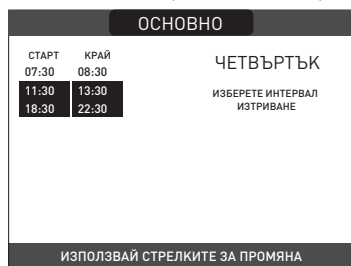 ОСНОВНО
СТАРТ КРАЙ
07:30 08:30
11:30 13:30
18:30 22:30
ЧЕТВЪРТЪК
ИЗБЕРЕТЕ ИНТЕРВАЛ
ИЗТРИВАНЕ
ИЗПОЛЗВАЙ СТРЕЛКИТЕ ЗА ПРОМЯНА